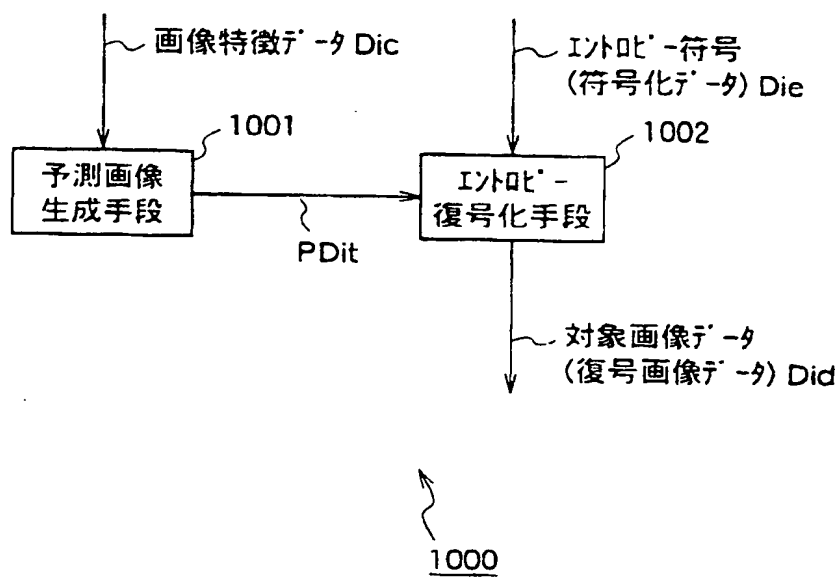 画像特徴ﾃﾞｰﾀ Dic
ｴﾝﾄﾛﾋﾟｰ符号
(符号化ﾃﾞｰﾀ) Die
1001
1002
予測画像
生成手段
ｴﾝﾄﾛﾋﾟｰ
復号化手段
PDit
対象画像ﾃﾞｰﾀ
(復号画像ﾃﾞｰﾀ) Did
1000